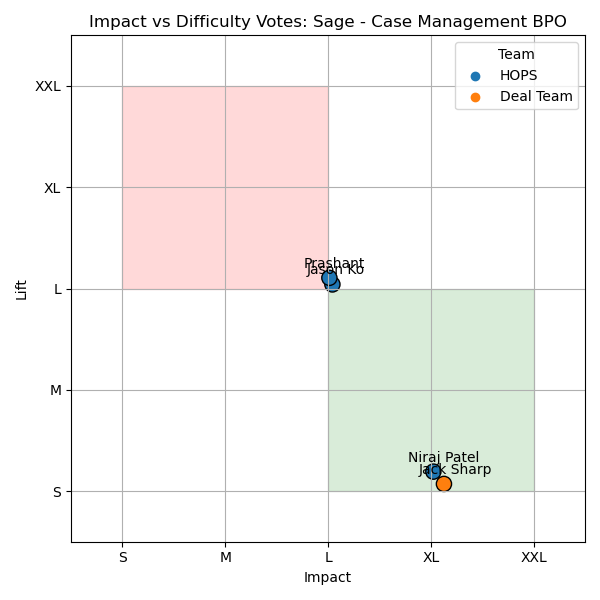 Impact vs Difficulty Votes: Sage - Case Management BPO
Team
HOPS
Deal Team
XXL
XL
L
M
S
Lift
Prashant
Jason Ko
Niraj Patel
Jack Sharp
S
M
L
XL
XXL
Impact